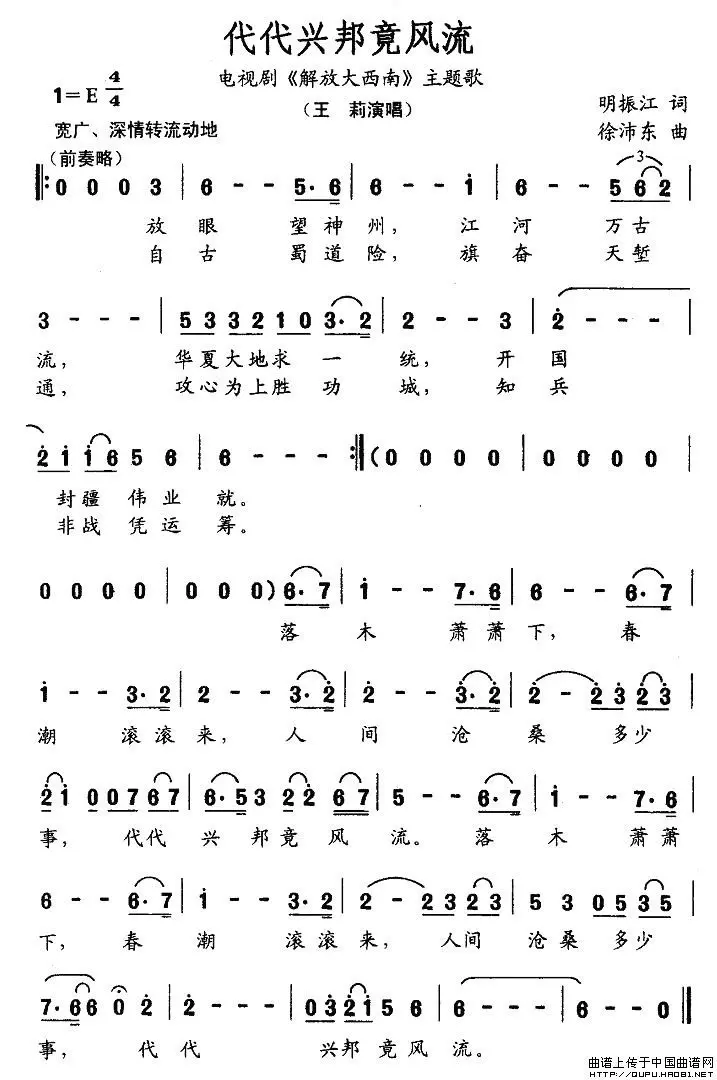 代代兴邦竟风流
电视剧《解放大西南》主题歌
1=E 4/4
（王 莉演唱）
明振江 词
宽广、深情转流动地
徐沛东 曲
（前奏略）
0 0 0 3 | 6 - - 5·6 | 6 - - i | 6 - - 5 6 2 |
放 眼 望神州， 江河 万古
自 古 蜀道险， 旗奋 天堑
3 - - - | 5 3 3 3 2 1 0 3·2 | 2 - - 3 | 2 - - - |
流， 华夏大地求 一 统， 开 国
通， 攻心为上胜 功 城， 知 兵
2 i i 6 5 6 | 6 - - - :| (0 0 0 0 | 0 0 0 0 |
封疆 伟业 就。
非战 凭运 筹。
0 0 0 0 | 0 0 0) 6·7 | i - - 7·6 | 6 - - 6·7 |
落 木 萧萧下， 春
i - - 3·2 | 2 - - 3·2 | 2 - - 3·2 | 2 - 2 3 2 3 |
潮 滚滚来， 人 间 沧 桑 多少
2 i 0 0 7 6 7 | 6·5 3 2 2 6 7 | 5 - - 6·7 | i - - 7·6 |
事， 代代 兴邦竟 风 流。 落 木 萧萧
6 - - 6·7 | i - - 3·2 | 2 - 2 3 2 3 | 5 3 0 5 3 5 |
下， 春 潮 滚滚来， 人间 沧桑 多少
7·6 6 0 2 | 2 - - - | 0 3 2 i 5 6 | 6 - - - | 6 - - - ||
事， 代 代 兴邦 竟风 流。
曲谱上传于中国曲谱网
HTTP://QUPU.HAO81.NET